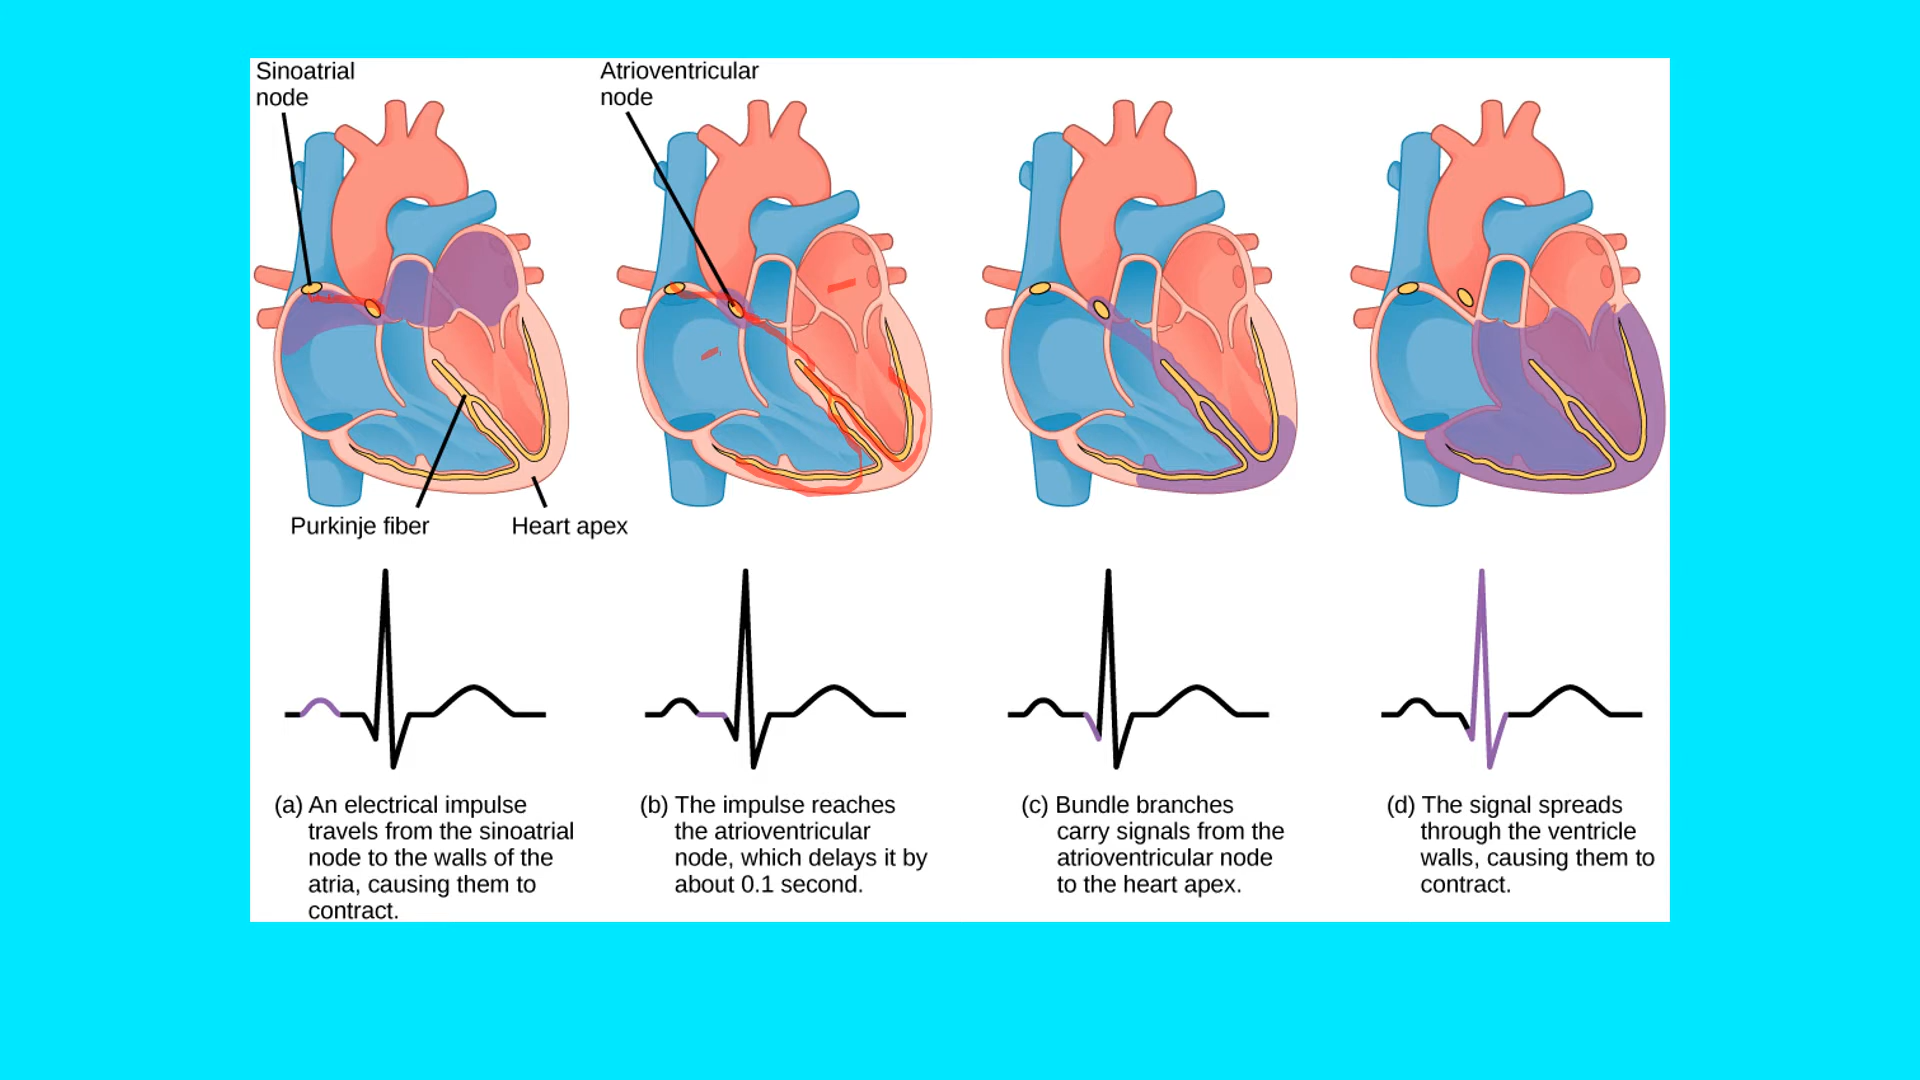 Sinoatrial
node
Atrioventricular
node
Purkinje fiber
Heart apex
(a) An electrical impulse
travels from the sinoatrial
node to the walls of the
atria, causing them to
contract.
(b) The impulse reaches
the atrioventricular
node, which delays it by
about 0.1 second.
(c) Bundle branches
carry signals from the
atrioventricular node
to the heart apex.
(d) The signal spreads
through the ventricle
walls, causing them to
contract.